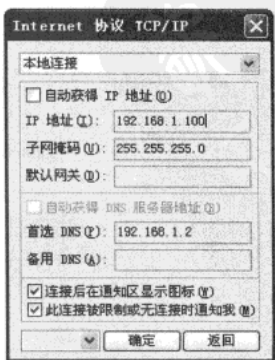 Internet 协议 TCP/IP
本地连接
自动获得 IP 地址(O)
IP 地址(I): 192.168.1.100
子网掩码(U): 255.255.255.0
默认网关(D):
自动获得 DNS 服务器地址(B)
首选 DNS(P): 192.168.1.2
备用 DNS(A):
连接后在通知区显示图标(W)
此连接被限制或无连接时通知我(M)
确定 返回